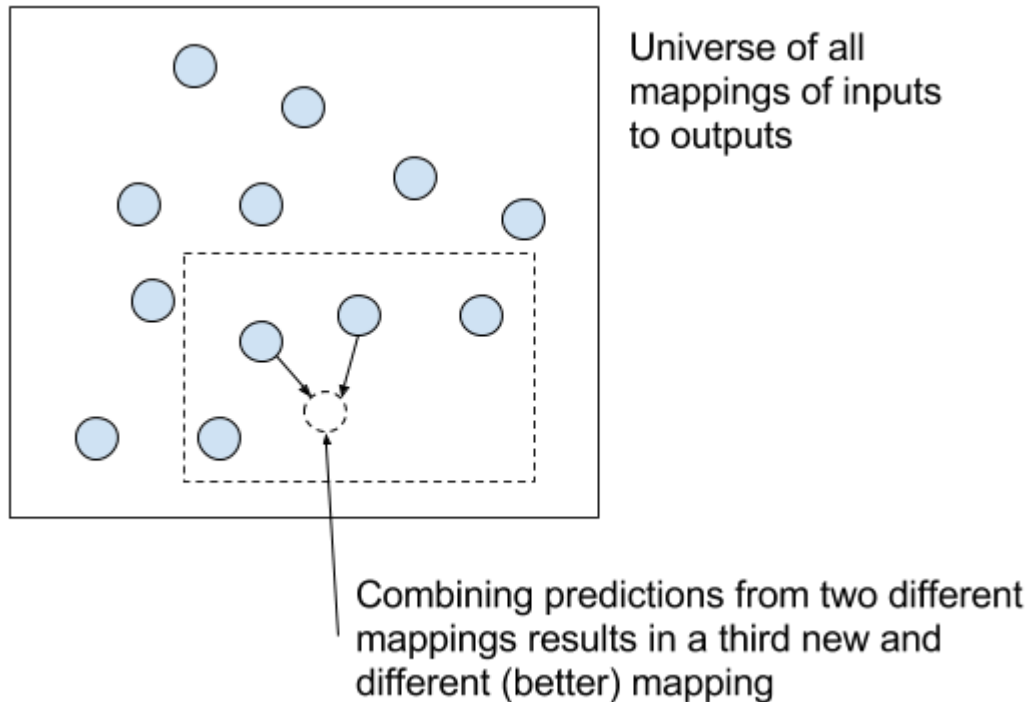 Universe of all
mappings of inputs
to outputs
Combining predictions from two different
mappings results in a third new and
different (better) mapping